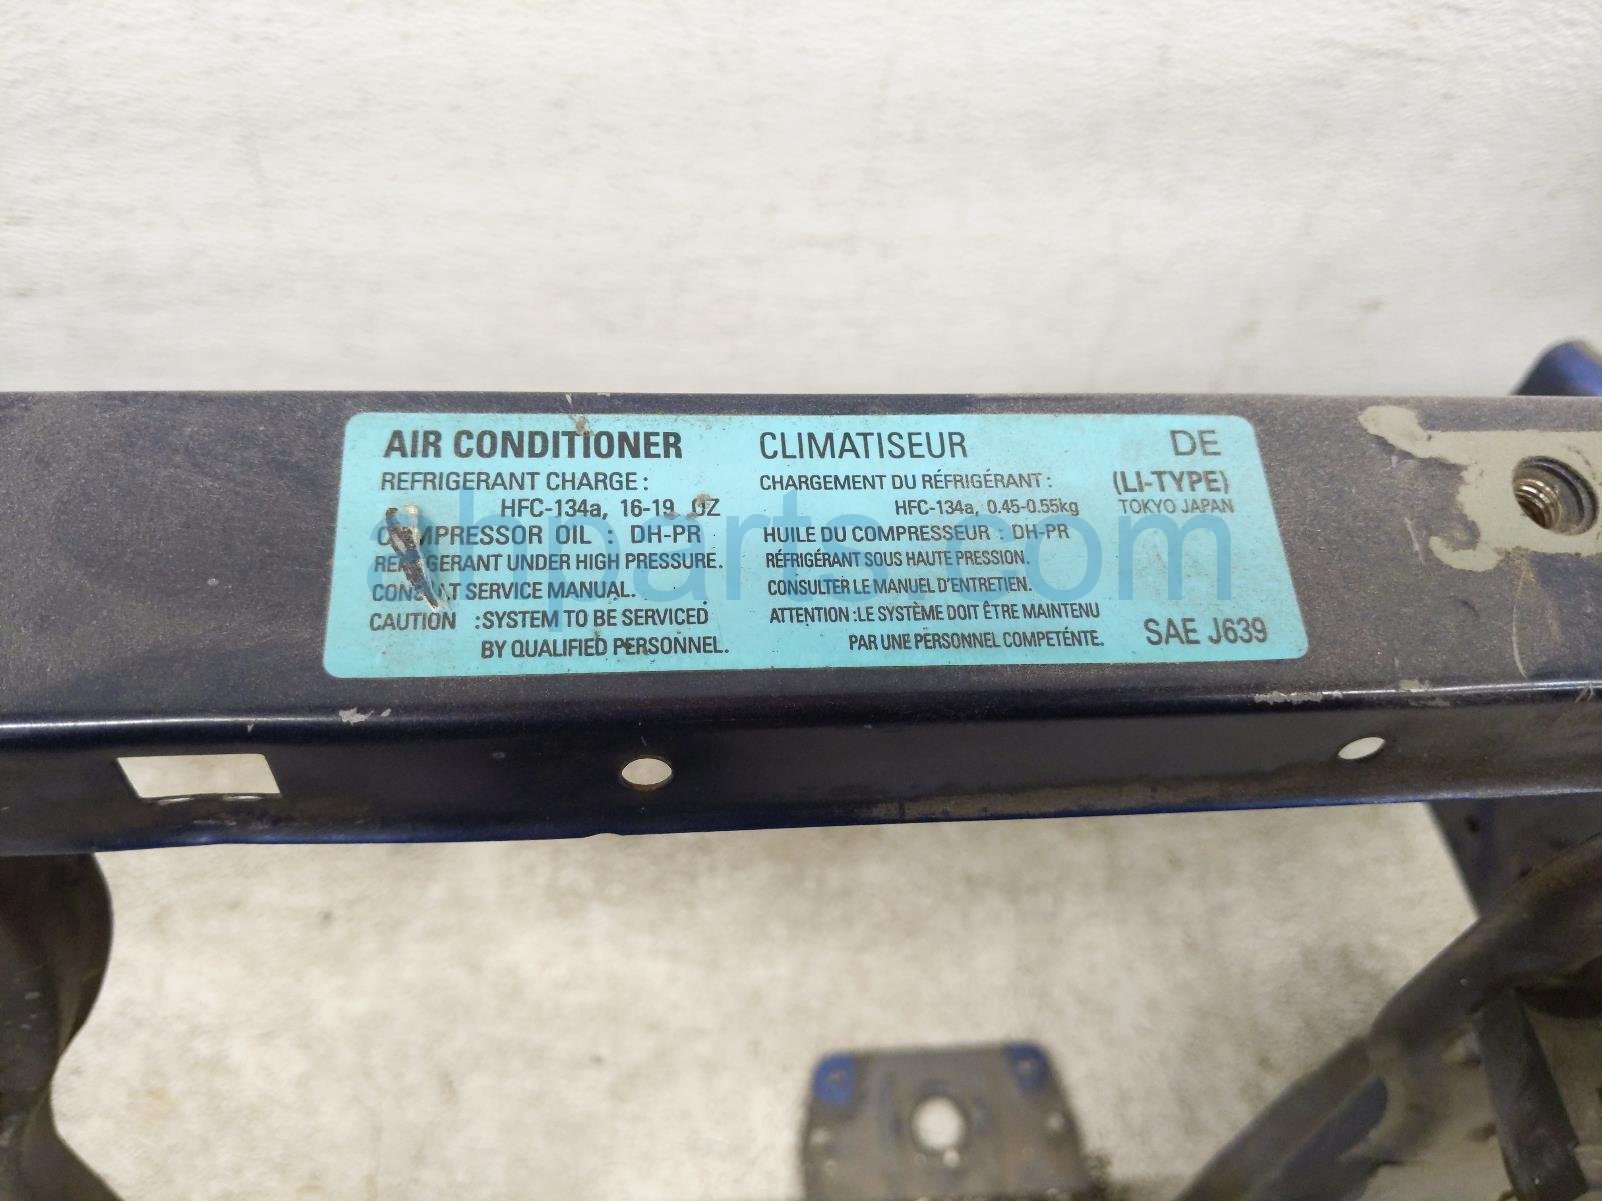 AIR CONDITIONER
REFRIGERANT CHARGE :
HFC-134a, 16-19 OZ
COMPRESSOR OIL : DH-PR
REFRIGERANT UNDER HIGH PRESSURE.
CONSULT SERVICE MANUAL.
CAUTION :SYSTEM TO BE SERVICED
BY QUALIFIED PERSONNEL.
CLIMATISEUR
CHARGEMENT DU RÉFRIGÉRANT :
HFC-134a, 0.45-0.55kg
HUILE DU COMPRESSEUR : DH-PR
RÉFRIGÉRANT SOUS HAUTE PRESSION.
CONSULTER LE MANUEL D'ENTRETIEN.
ATTENTION :LE SYSTÈME DOIT ÊTRE MAINTENU
PAR UNE PERSONNEL COMPETÉNTE.
DE
(LI-TYPE)
TOKYO JAPAN
SAE J639
ahparts.com